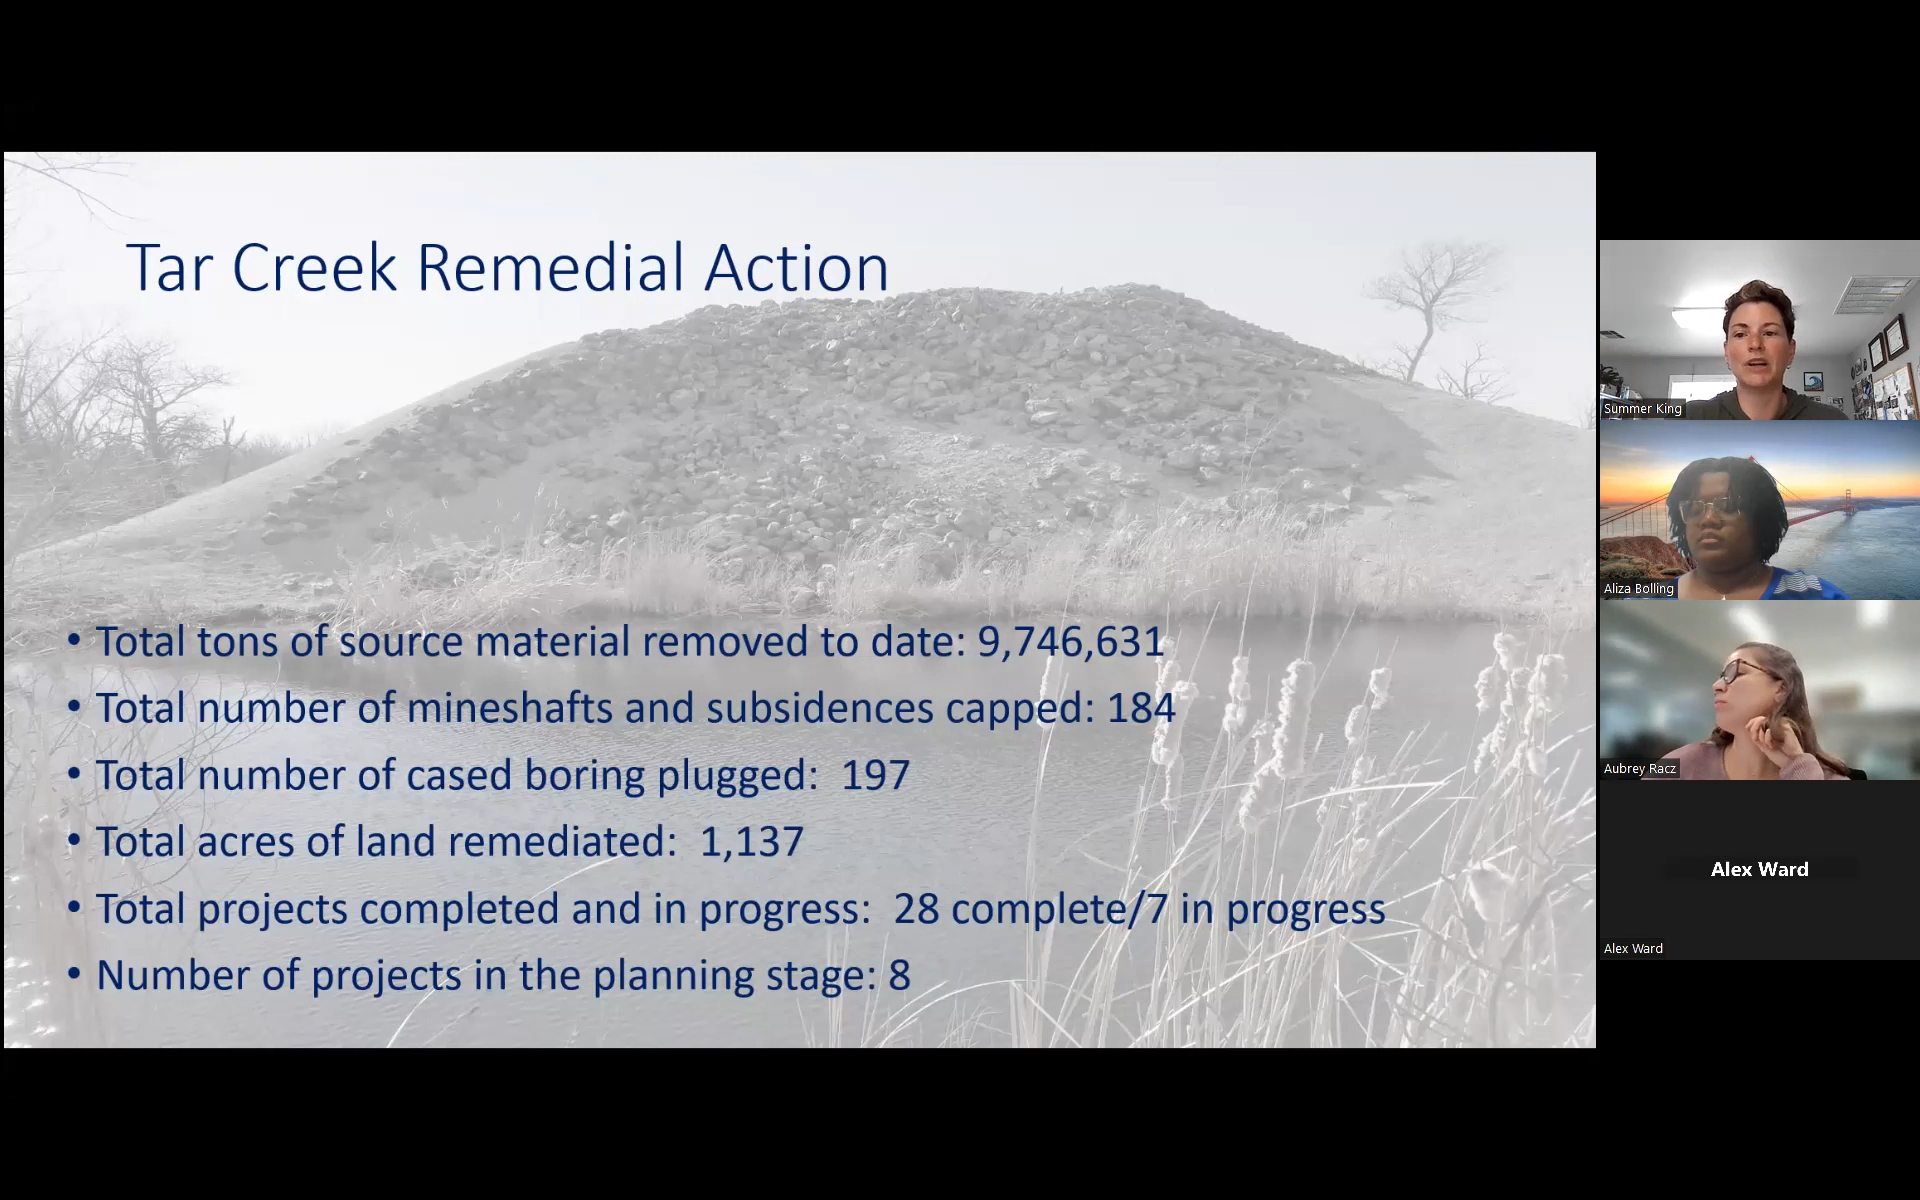 Tar Creek Remedial Action
• Total tons of source material removed to date: 9,746,631
• Total number of mineshafts and subsidences capped: 184
• Total number of cased boring plugged:  197
• Total acres of land remediated:  1,137
• Total projects completed and in progress:  28 complete/7 in progress
• Number of projects in the planning stage: 8
Summer King
Aliza Bolling
Aubrey Racz
Alex Ward
Alex Ward